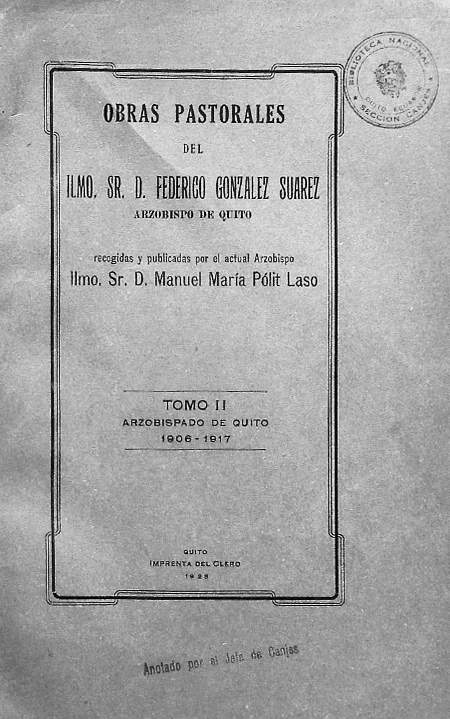 BIBLIOTECA NACIONAL
QUITO ECUADOR
★ SECCION CANJES ★
OBRAS PASTORALES
DEL
ILMO. SR. D. FEDERICO GONZALEZ SUAREZ
ARZOBISPO DE QUITO
recogidas y publicadas por el actual Arzobispo
Ilmo. Sr. D. Manuel María Pólit Laso
TOMO II
ARZOBISPADO DE QUITO
1906 - 1917
QUITO
IMPRENTA DEL CLERO
1928
Anotado por el Jefe de Canjes